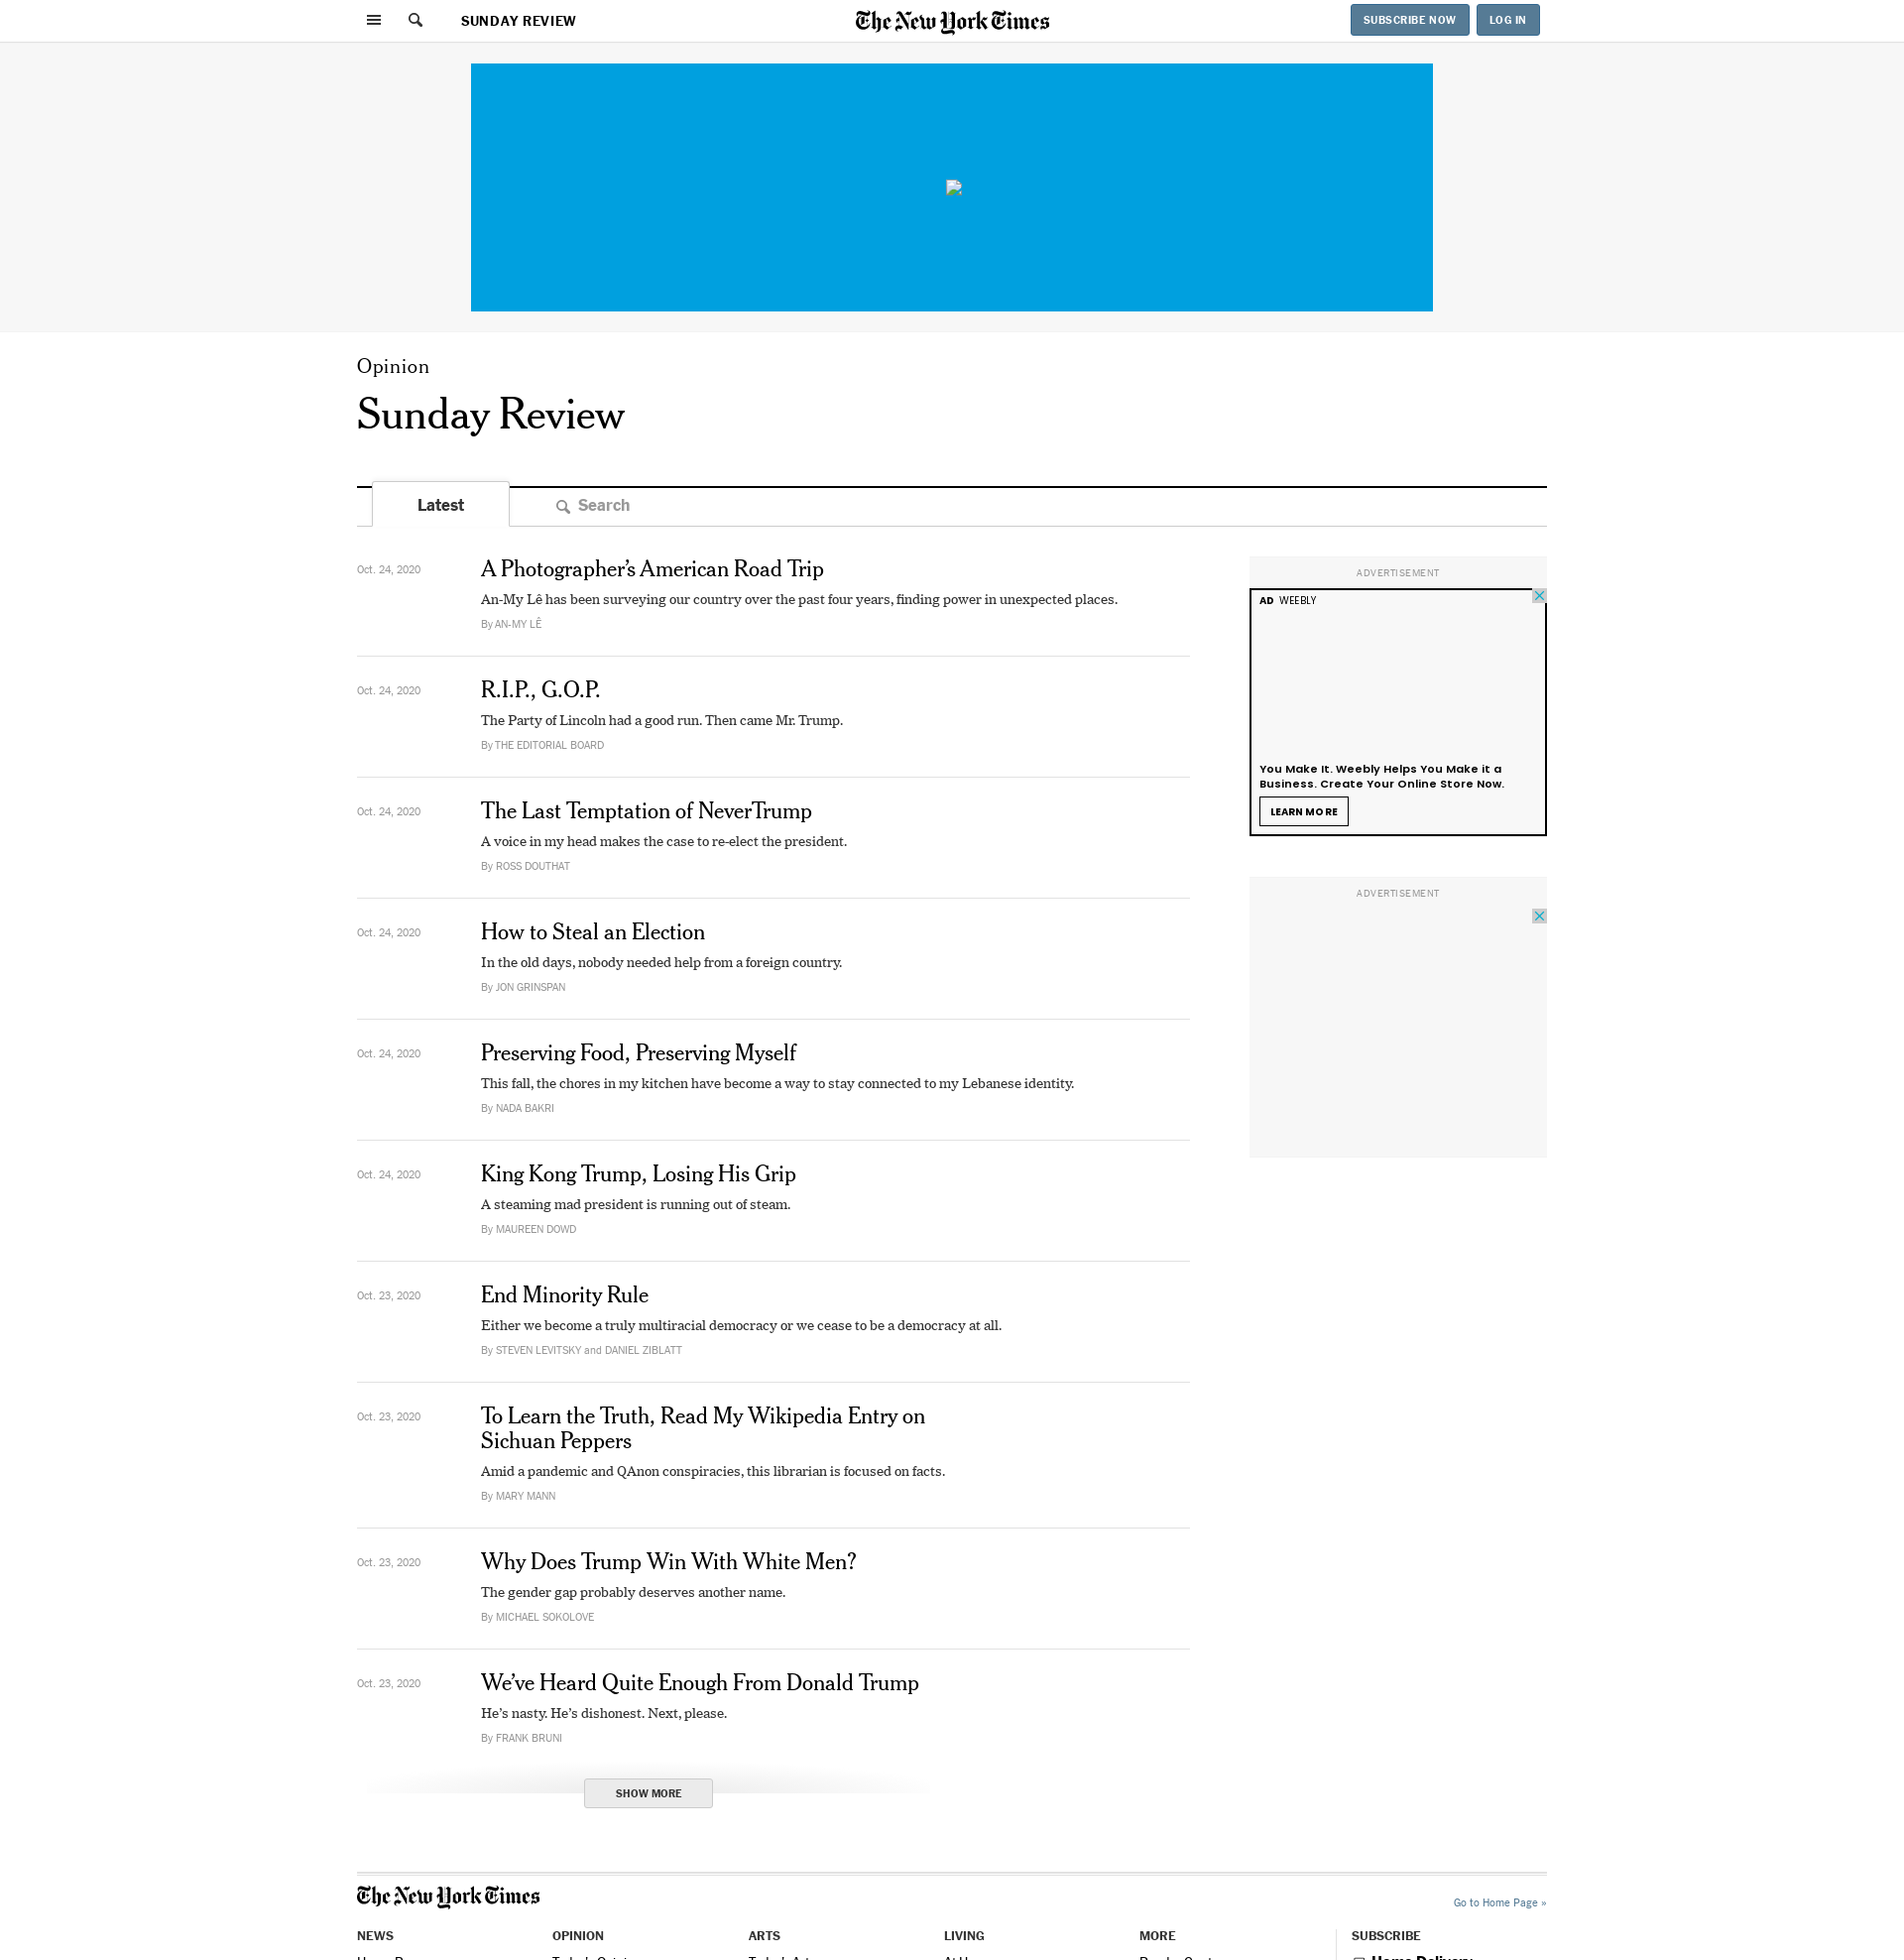 SUNDAY REVIEW
The New York Times
SUBSCRIBE NOW
LOG IN
Opinion
Sunday Review
Latest
Search
Oct. 24, 2020
A Photographer’s American Road Trip
An-My Lê has been surveying our country over the past four years, finding power in unexpected places.
By AN-MY LÊ
Oct. 24, 2020
R.I.P., G.O.P.
The Party of Lincoln had a good run. Then came Mr. Trump.
By THE EDITORIAL BOARD
Oct. 24, 2020
The Last Temptation of NeverTrump
A voice in my head makes the case to re-elect the president.
By ROSS DOUTHAT
Oct. 24, 2020
How to Steal an Election
In the old days, nobody needed help from a foreign country.
By JON GRINSPAN
Oct. 24, 2020
Preserving Food, Preserving Myself
This fall, the chores in my kitchen have become a way to stay connected to my Lebanese identity.
By NADA BAKRI
Oct. 24, 2020
King Kong Trump, Losing His Grip
A steaming mad president is running out of steam.
By MAUREEN DOWD
Oct. 23, 2020
End Minority Rule
Either we become a truly multiracial democracy or we cease to be a democracy at all.
By STEVEN LEVITSKY and DANIEL ZIBLATT
Oct. 23, 2020
To Learn the Truth, Read My Wikipedia Entry on
Sichuan Peppers
Amid a pandemic and QAnon conspiracies, this librarian is focused on facts.
By MARY MANN
Oct. 23, 2020
Why Does Trump Win With White Men?
The gender gap probably deserves another name.
By MICHAEL SOKOLOVE
Oct. 23, 2020
We’ve Heard Quite Enough From Donald Trump
He’s nasty. He’s dishonest. Next, please.
By FRANK BRUNI
SHOW MORE
ADVERTISEMENT
AD WEEBLY
You Make It. Weebly Helps You Make it a
Business. Create Your Online Store Now.
LEARN MORE
ADVERTISEMENT
The New York Times
Go to Home Page »
NEWS
OPINION
ARTS
LIVING
MORE
SUBSCRIBE
Home Delivery